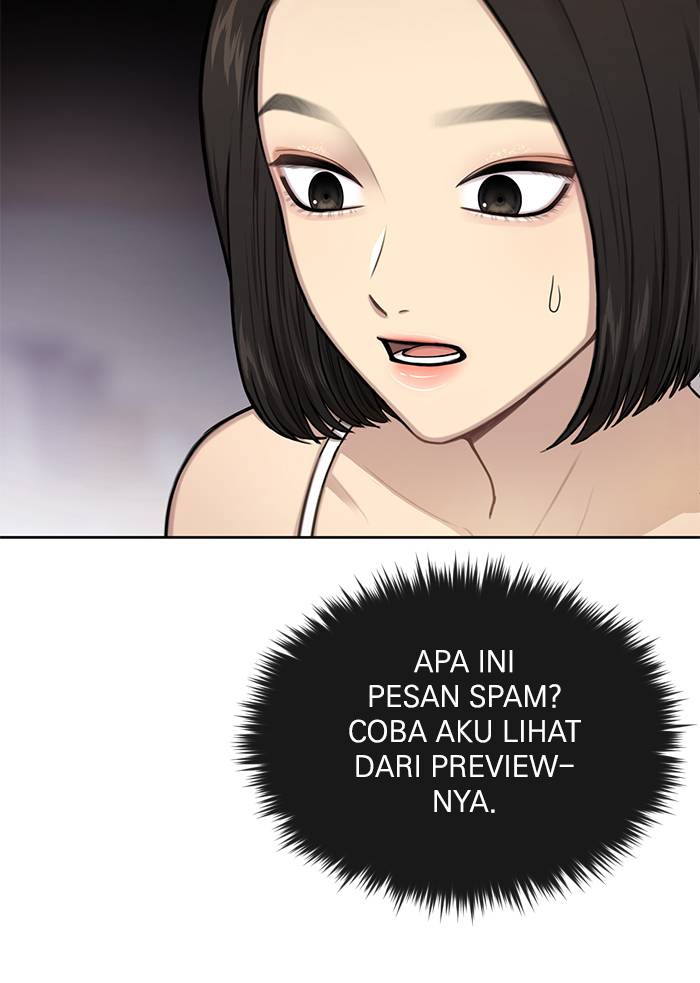 APA INI
PESAN SPAM?
COBA AKU LIHAT
DARI PREVIEW-
NYA.